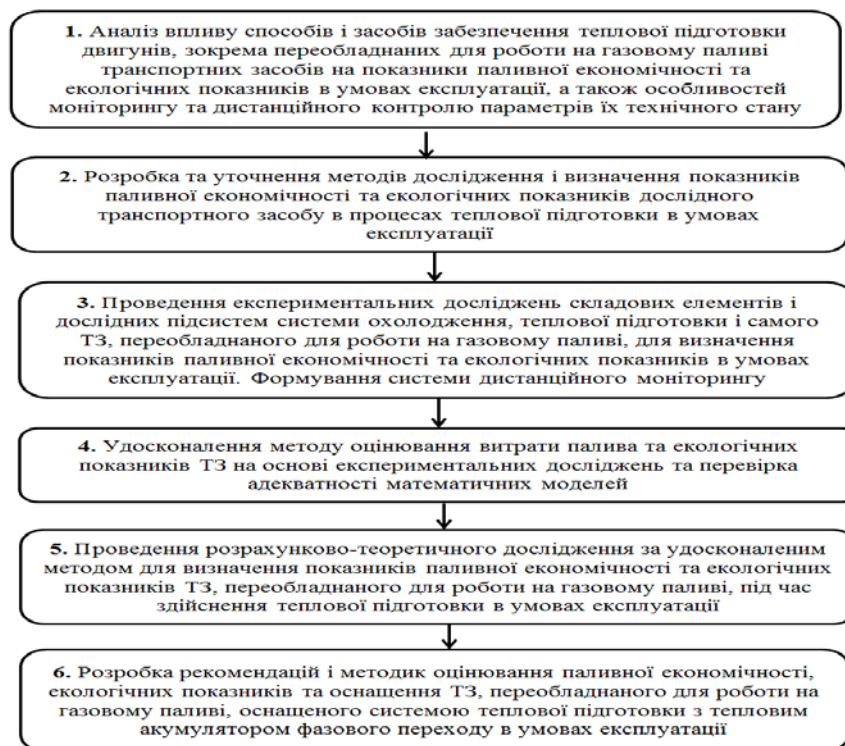 1. Аналіз впливу способів і засобів забезпечення теплової підготовки
двигунів, зокрема переобладнаних для роботи на газовому паливі
транспортних засобів на показники паливної економічності та
екологічних показників в умовах експлуатації, а також особливостей
моніторингу та дистанційного контролю параметрів їх технічного стану
2. Розробка та уточнення методів дослідження і визначення показників
паливної економічності та екологічних показників дослідного
транспортного засобу в процесах теплової підготовки в умовах
експлуатації
3. Проведення експериментальних досліджень складових елементів і
дослідних підсистем системи охолодження, теплової підготовки і самого
ТЗ, переобладнаного для роботи на газовому паливі, для визначення
показників паливної економічності та екологічних показників в умовах
експлуатації. Формування системи дистанційного моніторингу
4. Удосконалення методу оцінювання витрати палива та екологічних
показників ТЗ на основі експериментальних досліджень та перевірка
адекватності математичних моделей
5. Проведення розрахунково-теоретичного дослідження за удосконаленим
методом для визначення показників паливної економічності та екологічних
показників ТЗ, переобладнаного для роботи на газовому паливі, під час
здійснення теплової підготовки в умовах експлуатації
6. Розробка рекомендацій і методик оцінювання паливної економічності,
екологічних показників та оснащення ТЗ, переобладнаного для роботи на
газовому паливі, оснащеного системою теплової підготовки з тепловим
акумулятором фазового переходу в умовах експлуатації